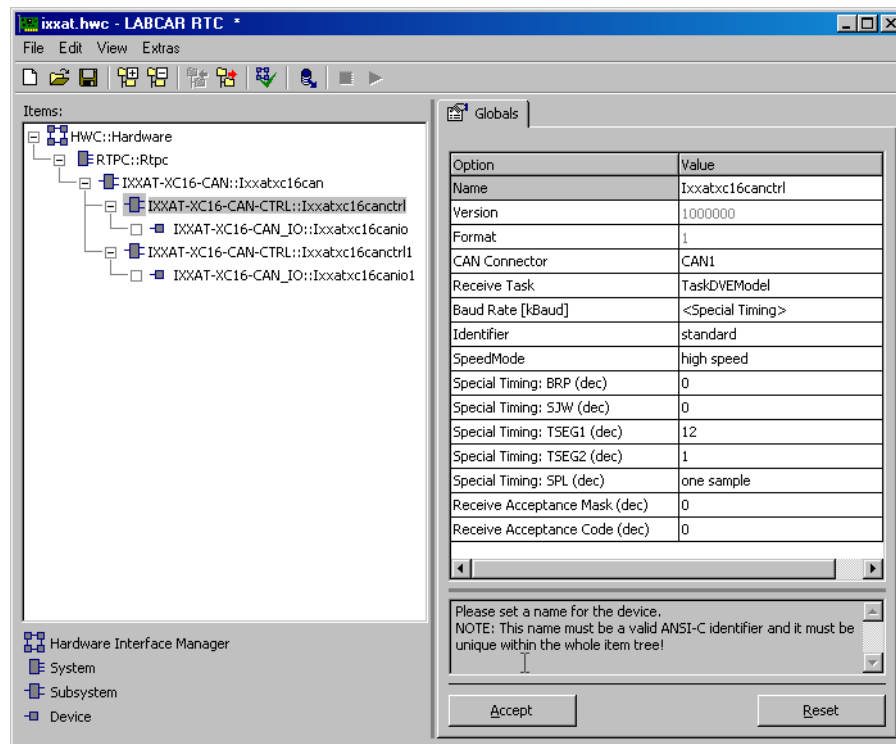 ixxat.hwc - LABCAR RTC *
File Edit View Extras
Items:
HWC::Hardware
RTPC::Rtpc
IXXAT-XC16-CAN::Ixxatxc16can
IXXAT-XC16-CAN-CTRL::Ixxatxc16canctrl
IXXAT-XC16-CAN_IO::Ixxatxc16canio
IXXAT-XC16-CAN-CTRL::Ixxatxc16canctrl1
IXXAT-XC16-CAN_IO::Ixxatxc16canio1
Hardware Interface Manager
System
Subsystem
Device
Globals
Option Value
Name Ixxatxc16canctrl
Version 1000000
Format 1
CAN Connector CAN1
Receive Task TaskDVEModel
Baud Rate [kBaud] <Special Timing>
Identifier standard
SpeedMode high speed
Special Timing: BRP (dec) 0
Special Timing: SJW (dec) 0
Special Timing: TSEG1 (dec) 12
Special Timing: TSEG2 (dec) 1
Special Timing: SPL (dec) one sample
Receive Acceptance Mask (dec) 0
Receive Acceptance Code (dec) 0
Please set a name for the device.
NOTE: This name must be a valid ANSI-C identifier and it must be
unique within the whole item tree!
Accept Reset